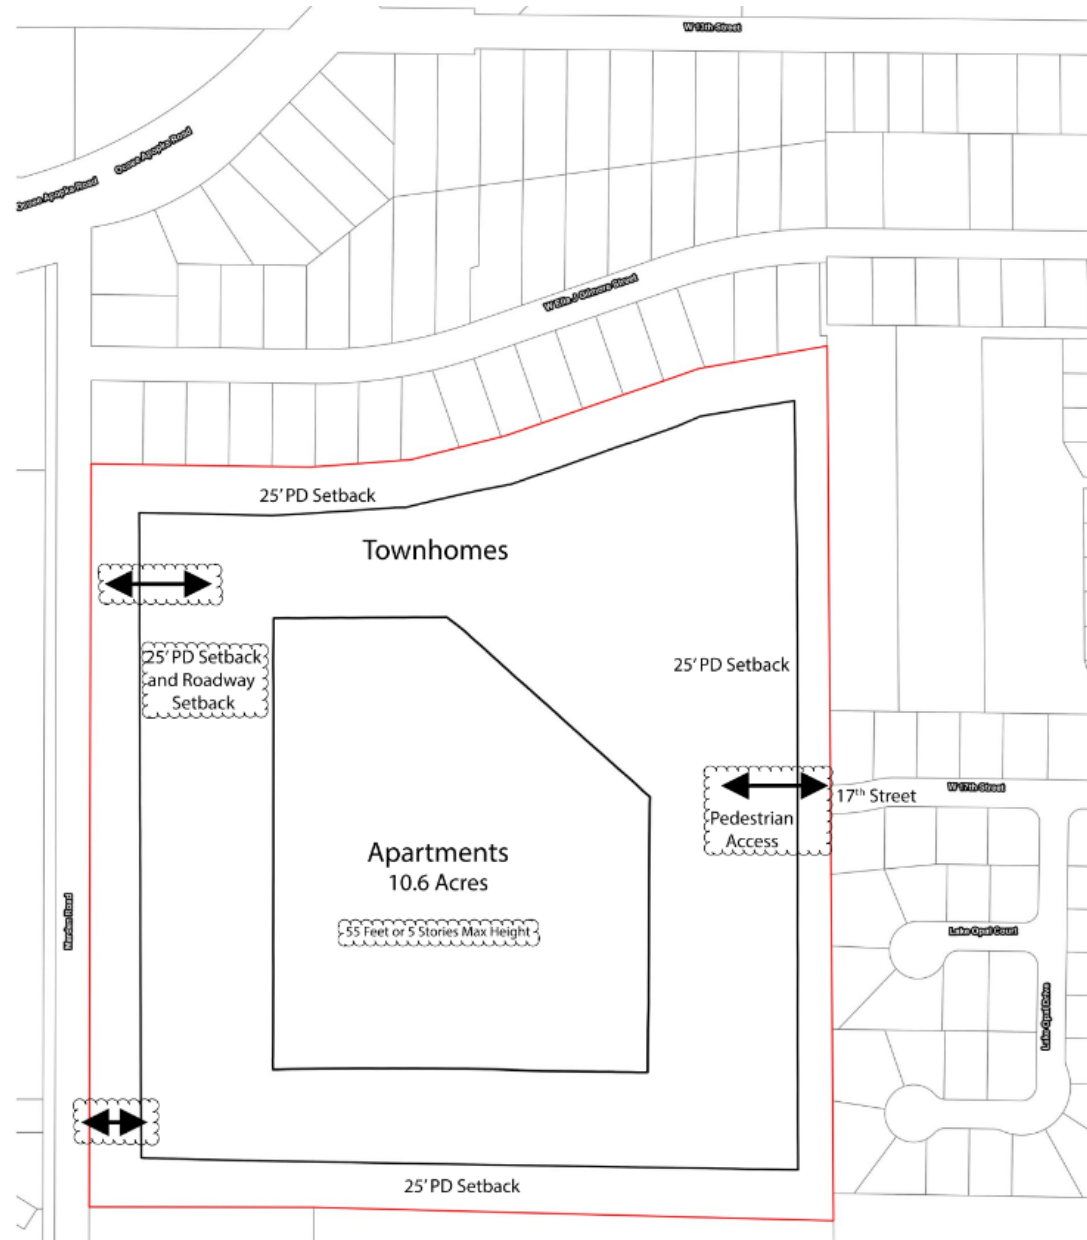 W 13th Street
Ocoee Apopka Road
Ocoee Apopka Road
W Ella J Gilmore Street
25' PD Setback
Townhomes
25' PD Setback
and Roadway
Setback
25' PD Setback
17th Street
W 17th Street
Pedestrian
Access
Apartments
10.6 Acres
55 Feet or 5 Stories Max Height
Marden Road
Lake Opal Court
Lake Opal Drive
25' PD Setback